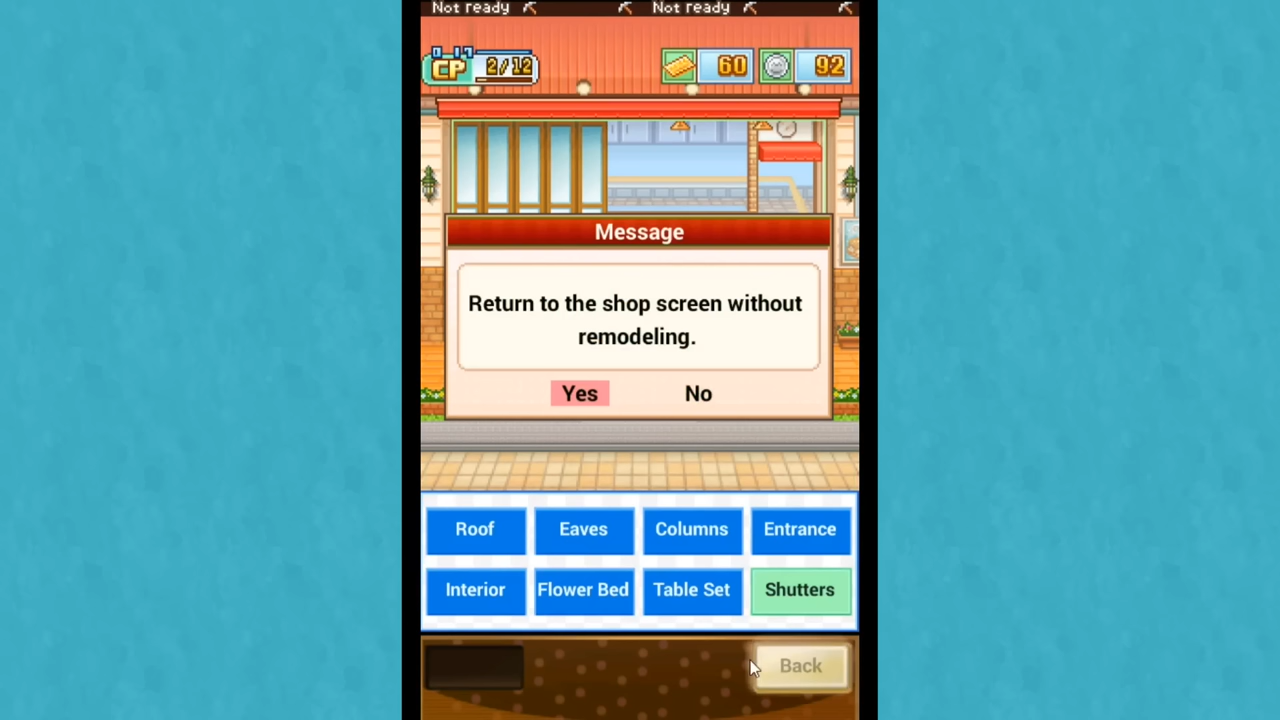 Not ready Not ready
CP 2/12 60 92
Message
Return to the shop screen without
remodeling.
Yes No
Roof Eaves Columns Entrance
Interior Flower Bed Table Set Shutters
Back